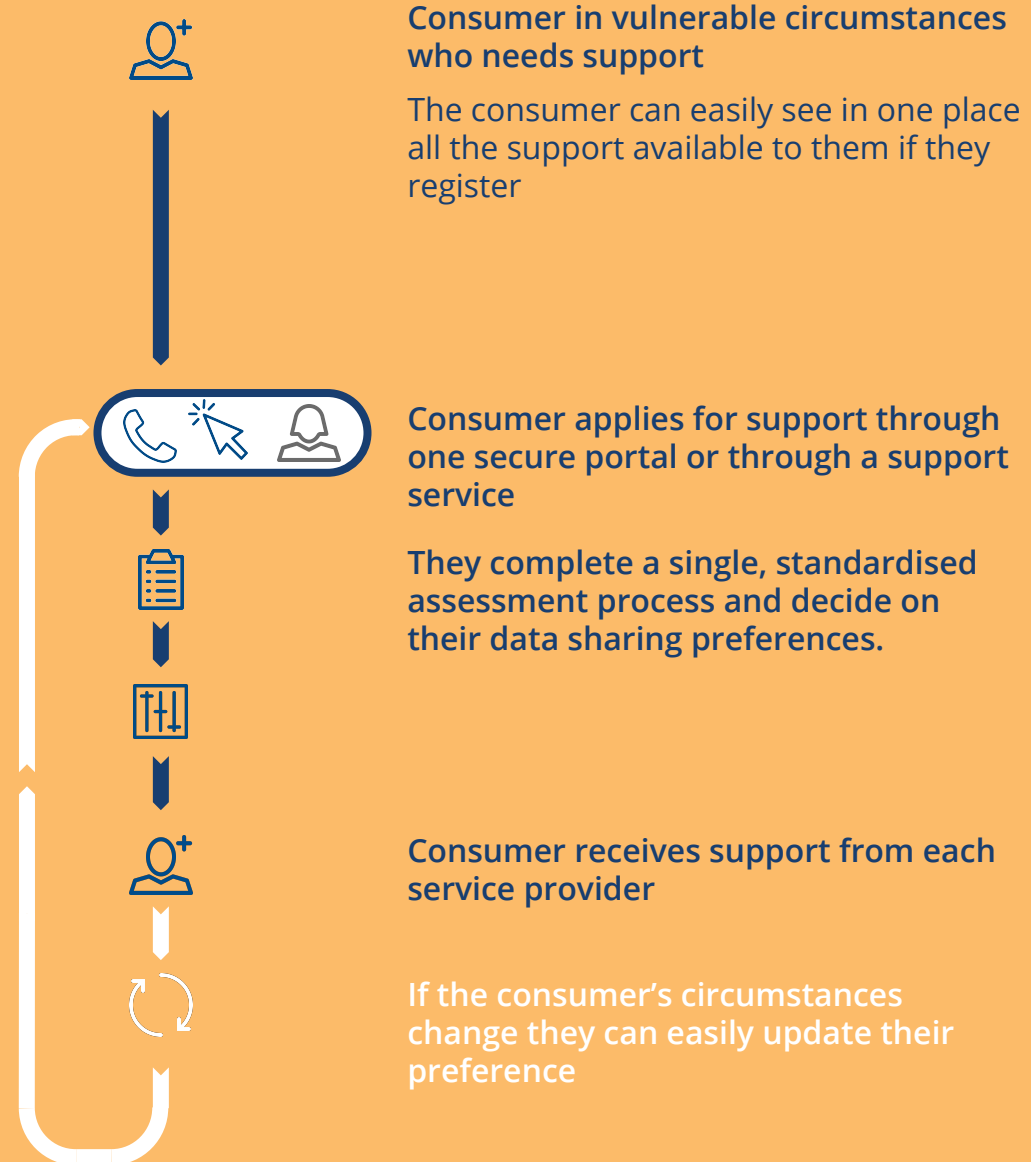 Consumer in vulnerable circumstances
who needs support
The consumer can easily see in one place
all the support available to them if they
register
Consumer applies for support through
one secure portal or through a support
service
They complete a single, standardised
assessment process and decide on
their data sharing preferences.
Consumer receives support from each
service provider
If the consumer’s circumstances
change they can easily update their
preference